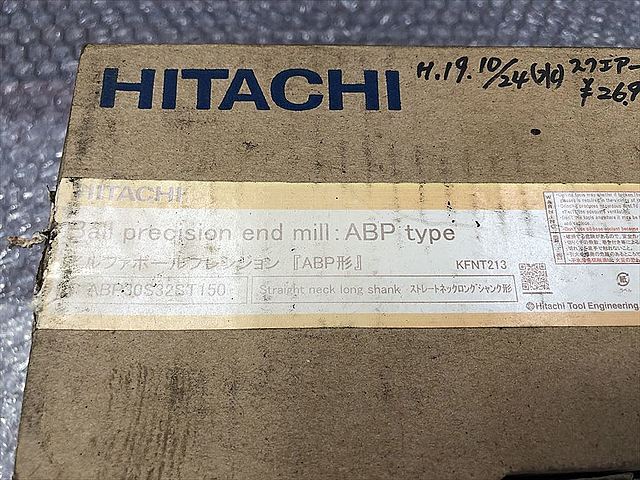 HITACHI
H.19.10/24(水) スクエアー
¥26,9
HITACHI
Ball precision end mill : ABP type
アルファボールプレシジョン 『ABP形』
KFNT213
ABP30S32ST150
Straight neck long shank ストレートネックロングシャンク形
©Hitachi Tool Engineering